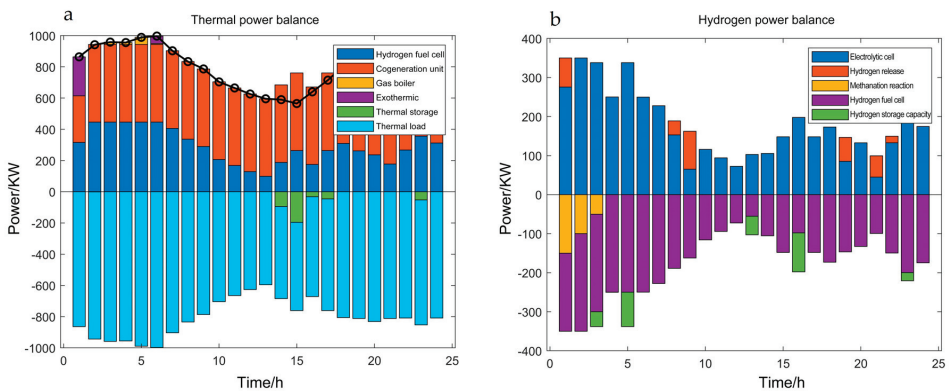 a
Thermal power balance
1000
800
600
400
200
0
-200
-400
-600
-800
-1000
Power/KW
0
5
10
15
20
25
Time/h
Hydrogen fuel cell
Cogeneration unit
Gas boiler
Exothermic
Thermal storage
Thermal load
b
Hydrogen power balance
400
300
200
100
0
-100
-200
-300
-400
Power/KW
0
5
10
15
20
25
Time/h
Electrolytic cell
Hydrogen release
Methanation reaction
Hydrogen fuel cell
Hydrogen storage capacity